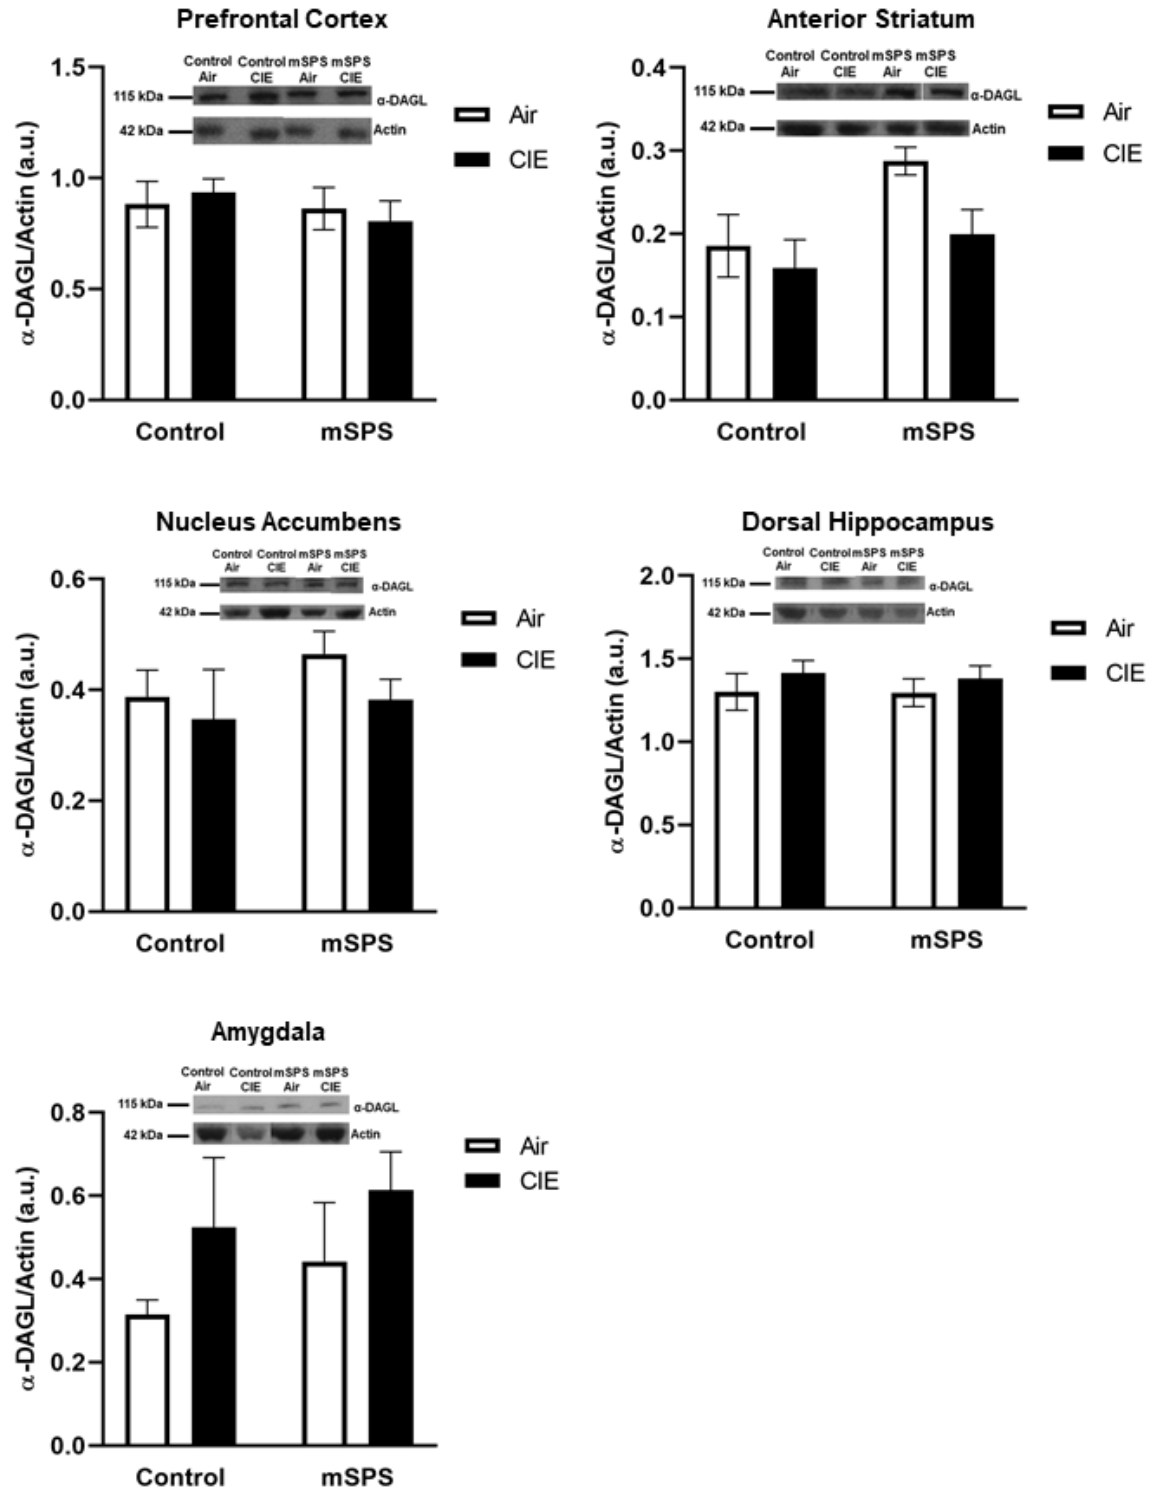 Prefrontal Cortex
Control Control mSPS mSPS
Air CIE Air CIE
115 kDa α-DAGL
42 kDa Actin
1.5
1.0
0.5
0.0
α-DAGL/Actin (a.u.)
Air
CIE
Control mSPS
Anterior Striatum
Control Control mSPS mSPS
Air CIE Air CIE
115 kDa α-DAGL
42 kDa Actin
0.4
0.3
0.2
0.1
0.0
α-DAGL/Actin (a.u.)
Air
CIE
Control mSPS
Nucleus Accumbens
Control Control mSPS mSPS
Air CIE Air CIE
115 kDa α-DAGL
42 kDa Actin
0.6
0.4
0.2
0.0
α-DAGL/Actin (a.u.)
Air
CIE
Control mSPS
Dorsal Hippocampus
Control Control mSPS mSPS
Air CIE Air CIE
115 kDa α-DAGL
42 kDa Actin
2.0
1.5
1.0
0.5
0.0
α-DAGL/Actin (a.u.)
Air
CIE
Control mSPS
Amygdala
Control Control mSPS mSPS
Air CIE Air CIE
115 kDa α-DAGL
42 kDa Actin
0.8
0.6
0.4
0.2
0.0
α-DAGL/Actin (a.u.)
Air
CIE
Control mSPS